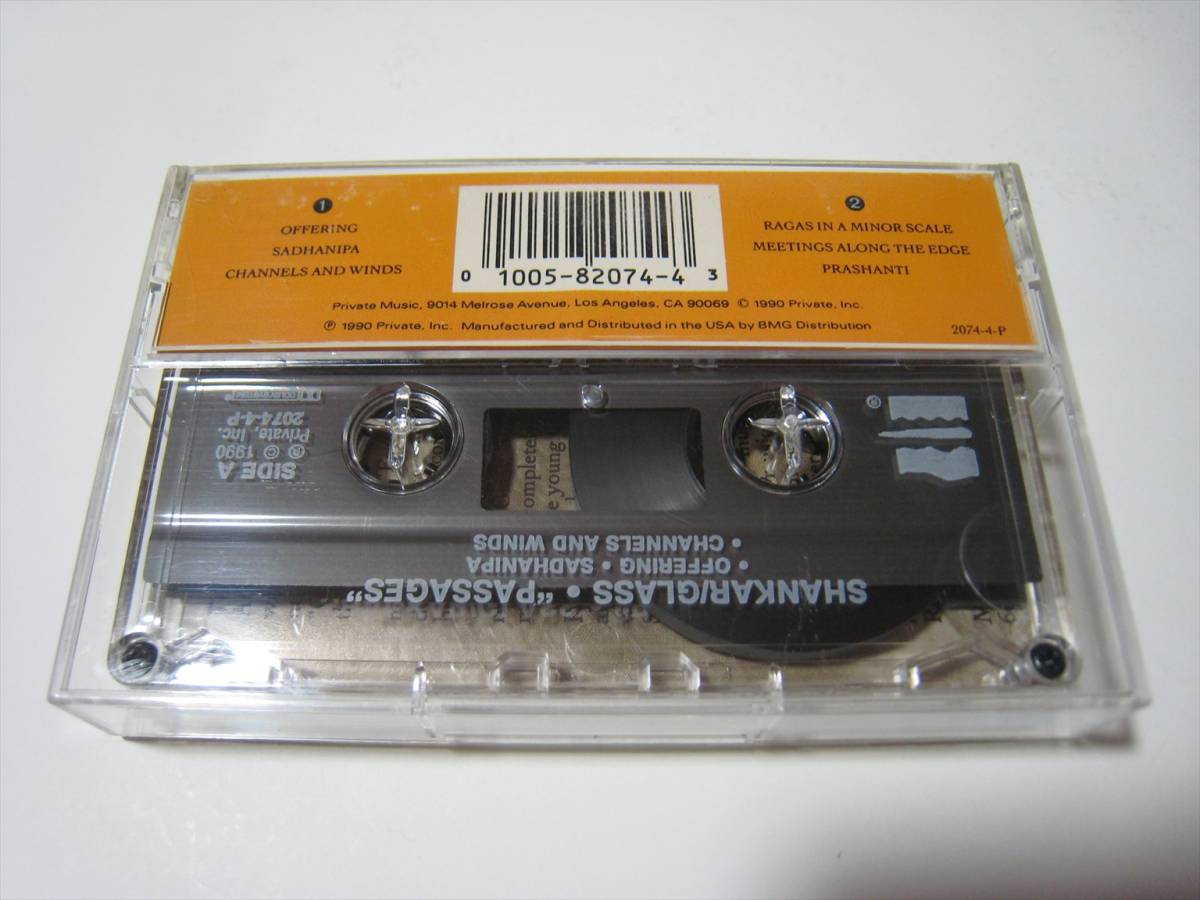 1
OFFERING
SADHANIPA
CHANNELS AND WINDS
0 1005-82074-4 3
2
RAGAS IN A MINOR SCALE
MEETINGS ALONG THE EDGE
PRASHANTI
Private Music, 9014 Melrose Avenue, Los Angeles, CA 90069 © 1990 Private, Inc.
℗ 1990 Private, Inc. Manufactured and Distributed in the USA by BMG Distribution
2074-4-P
SHANKAR/GLASS • “PASSAGES”
• OFFERING • SADHANIPA
• CHANNELS AND WINDS
SIDE A
℗ © 1990
Private, Inc.
2074-4-P
®
omplete
e young